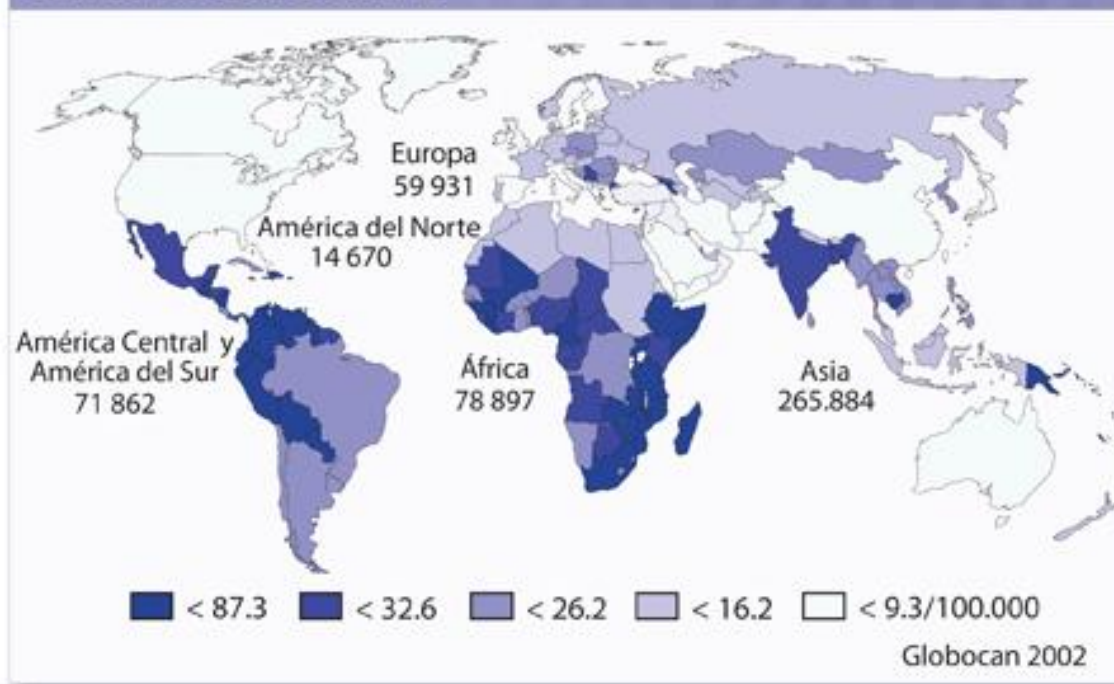 Europa
59 931
América del Norte
14 670
América Central y
América del Sur
71 862
África
78 897
Asia
265.884
< 87.3
< 32.6
< 26.2
< 16.2
< 9.3/100.000
Globocan 2002